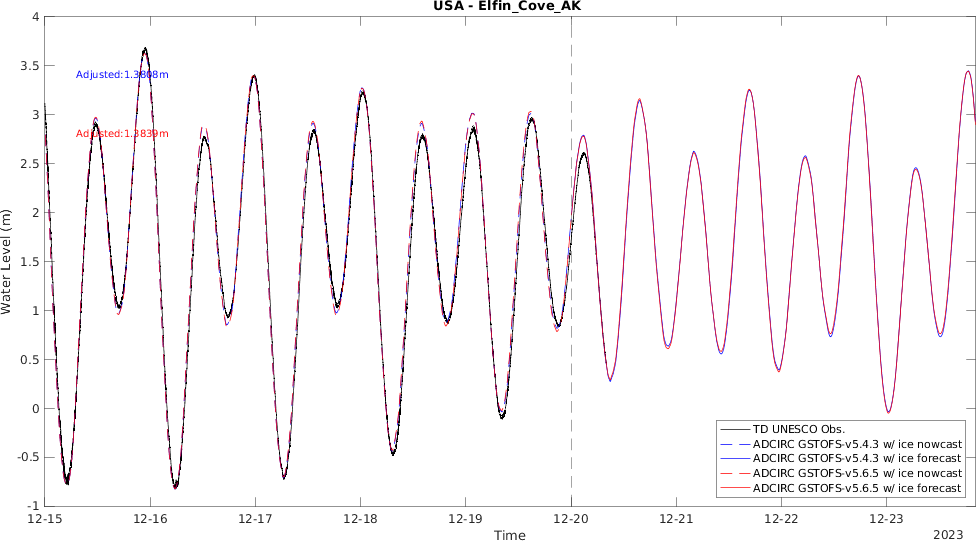 USA - Elfin_Cove_AK
4
3.5
3
2.5
2
1.5
1
0.5
0
-0.5
-1
Adjusted:1.3808m
Adjusted:1.3839m
Water Level (m)
TD UNESCO Obs.
ADCIRC GSTOFS-v5.4.3 w/ ice nowcast
ADCIRC GSTOFS-v5.4.3 w/ ice forecast
ADCIRC GSTOFS-v5.6.5 w/ ice nowcast
ADCIRC GSTOFS-v5.6.5 w/ ice forecast
12-15 12-16 12-17 12-18 12-19 12-20 12-21 12-22 12-23
Time
2023